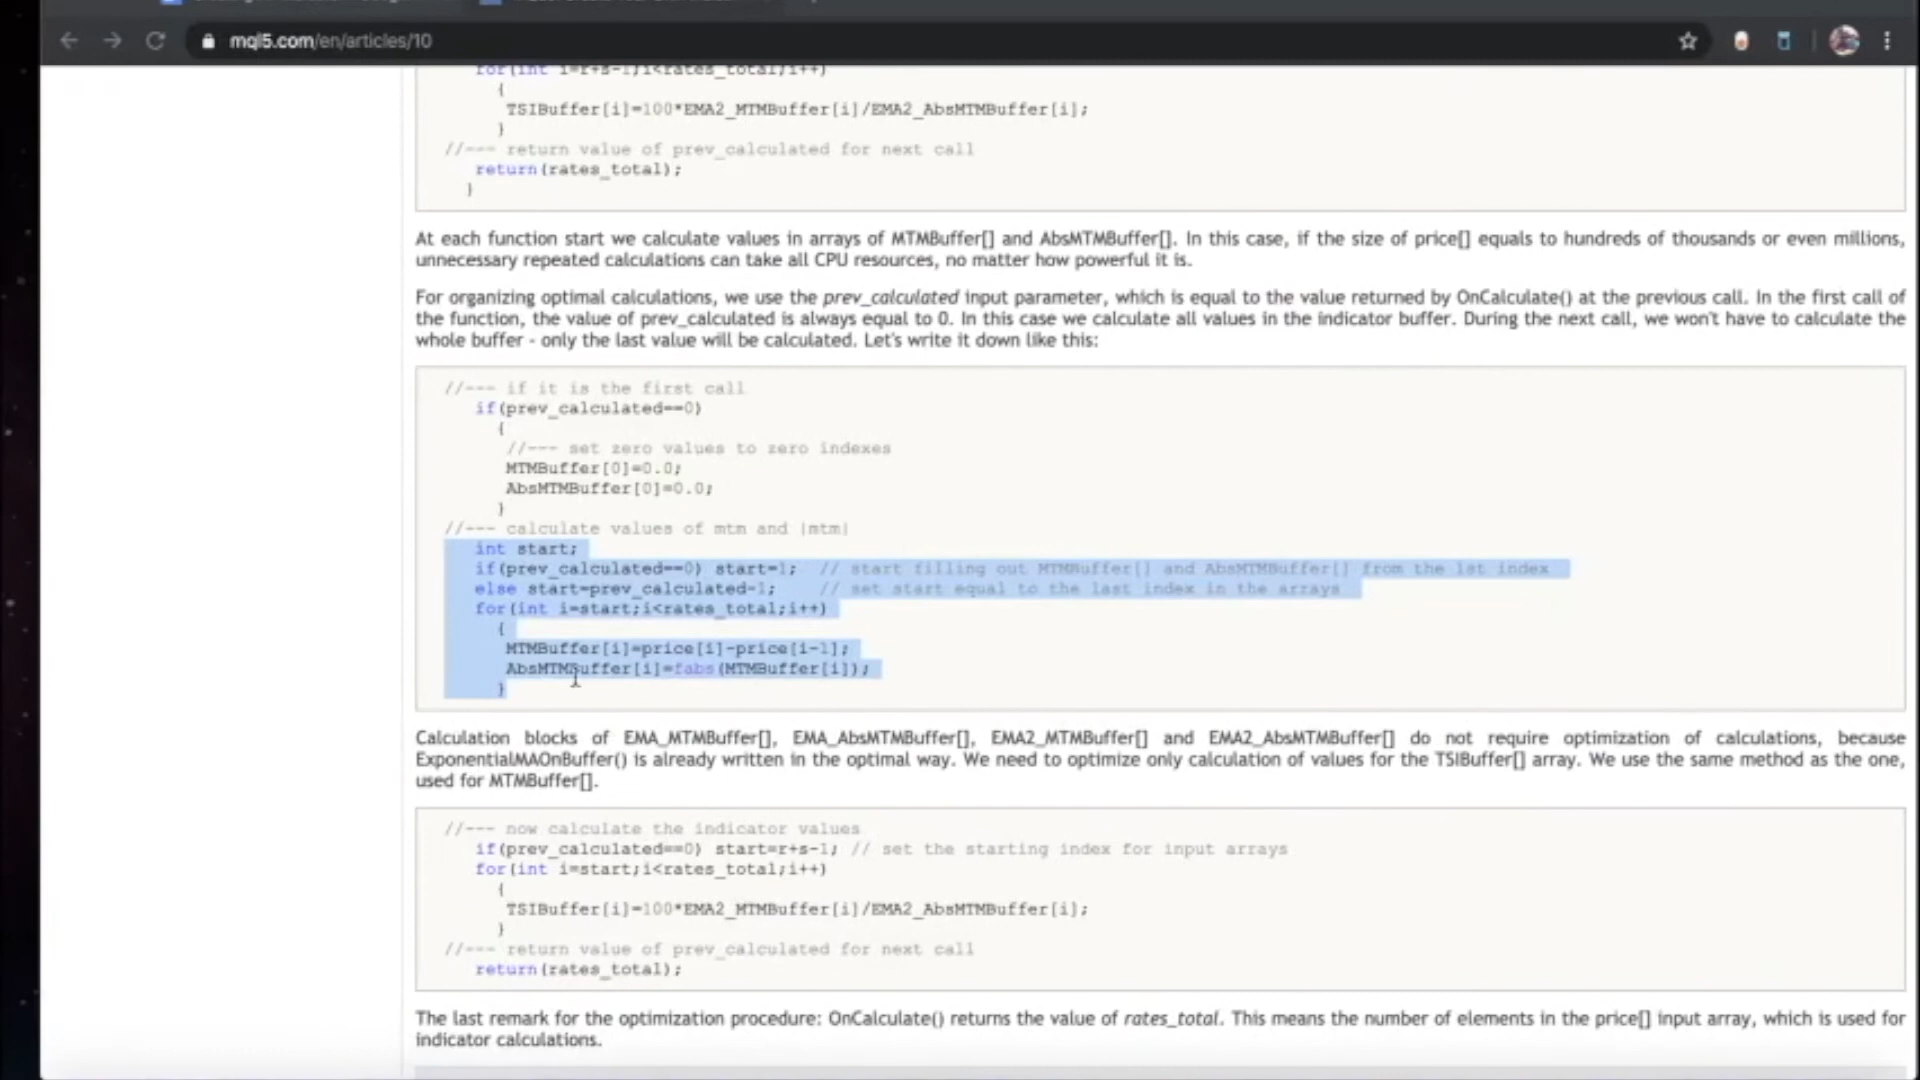 mql5.com/en/articles/10
for(int i=r+s-1;i<rates_total;i++)
{
TSIBuffer[i]=100*EMA2_MTMBuffer[i]/EMA2_AbsMTMBuffer[i];
}
//--- return value of prev_calculated for next call
return(rates_total);
}
At each function start we calculate values in arrays of MTMBuffer[] and AbsMTMBuffer[]. In this case, if the size of price[] equals to hundreds of thousands or even millions,
unnecessary repeated calculations can take all CPU resources, no matter how powerful it is.
For organizing optimal calculations, we use the prev_calculated input parameter, which is equal to the value returned by OnCalculate() at the previous call. In the first call of
the function, the value of prev_calculated is always equal to 0. In this case we calculate all values in the indicator buffer. During the next call, we won't have to calculate the
whole buffer - only the last value will be calculated. Let's write it down like this:
//--- if it is the first call
if(prev_calculated==0)
{
//--- set zero values to zero indexes
MTMBuffer[0]=0.0;
AbsMTMBuffer[0]=0.0;
}
//--- calculate values of mtm and |mtm|
int start;
if(prev_calculated==0) start=1; // start filling out MTMBuffer[] and AbsMTMBuffer[] from the 1st index
else start=prev_calculated-1; // set start equal to the last index in the arrays
for(int i=start;i<rates_total;i++)
{
MTMBuffer[i]=price[i]-price[i-1];
AbsMTMBuffer[i]=fabs(MTMBuffer[i]);
}
Calculation blocks of EMA_MTMBuffer[], EMA_AbsMTMBuffer[], EMA2_MTMBuffer[] and EMA2_AbsMTMBuffer[] do not require optimization of calculations, because
ExponentialMAOnBuffer() is already written in the optimal way. We need to optimize only calculation of values for the TSIBuffer[] array. We use the same method as the one,
used for MTMBuffer[].
//--- now calculate the indicator values
if(prev_calculated==0) start=r+s-1; // set the starting index for input arrays
for(int i=start;i<rates_total;i++)
{
TSIBuffer[i]=100*EMA2_MTMBuffer[i]/EMA2_AbsMTMBuffer[i];
}
//--- return value of prev_calculated for next call
return(rates_total);
The last remark for the optimization procedure: OnCalculate() returns the value of rates_total. This means the number of elements in the price[] input array, which is used for
indicator calculations.